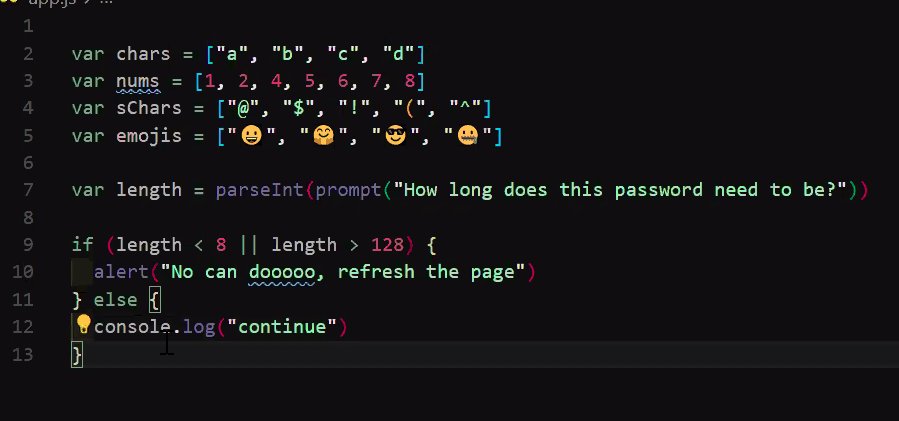 app.js > ...
1
2 var chars = ["a", "b", "c", "d"]
3 var nums = [1, 2, 4, 5, 6, 7, 8]
4 var sChars = ["@", "$", "!", "(", "^"]
5 var emojis = ["😀", "🤗", "😎", "🤐"]
6
7 var length = parseInt(prompt("How long does this password need to be?"))
8
9 if (length < 8 || length > 128) {
10 alert("No can dooooo, refresh the page")
11 } else {
12 console.log("continue")
13 }